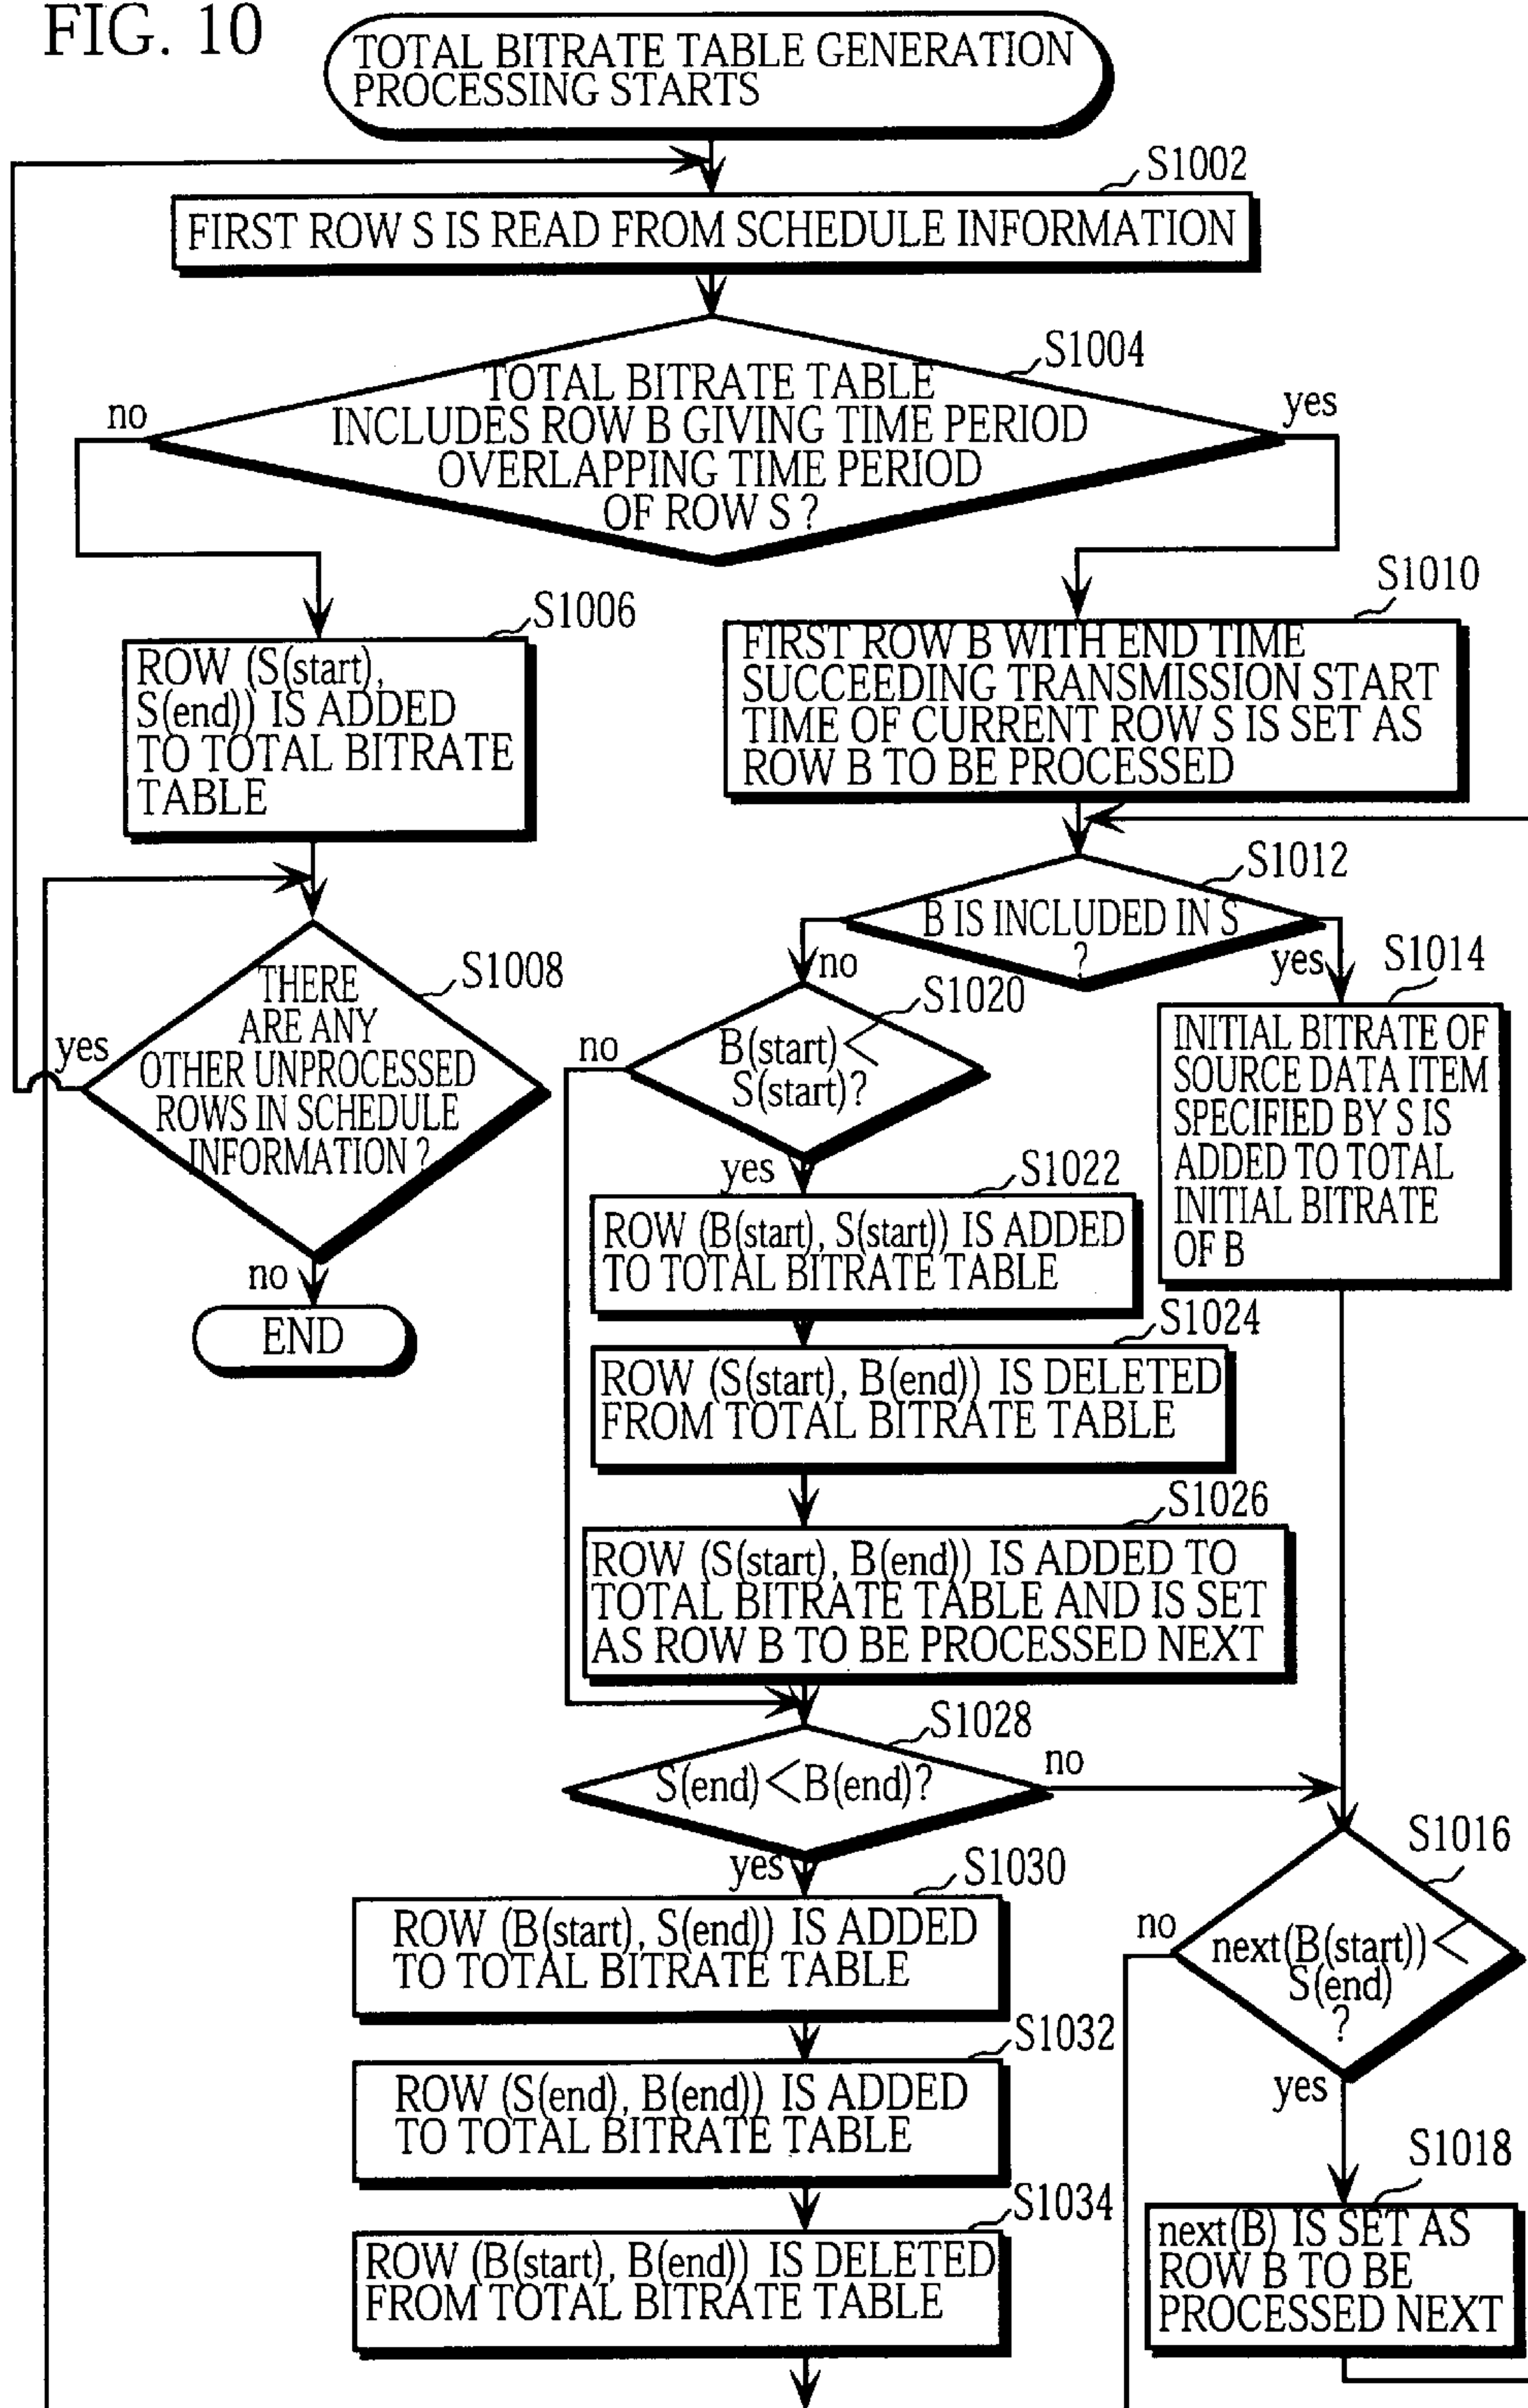 FIG. 10
TOTAL BITRATE TABLE GENERATION
PROCESSING STARTS
S1002
FIRST ROW S IS READ FROM SCHEDULE INFORMATION
S1004
TOTAL BITRATE TABLE
INCLUDES ROW B GIVING TIME PERIOD
OVERLAPPING TIME PERIOD
OF ROW S ?
no
yes
S1006
ROW (S(start),
S(end)) IS ADDED
TO TOTAL BITRATE
TABLE
S1010
FIRST ROW B WITH END TIME
SUCCEEDING TRANSMISSION START
TIME OF CURRENT ROW S IS SET AS
ROW B TO BE PROCESSED
S1008
THERE
ARE ANY
OTHER UNPROCESSED
ROWS IN SCHEDULE
INFORMATION ?
yes
no
END
S1012
B IS INCLUDED IN S
?
no
yes
S1014
INITIAL BITRATE OF
SOURCE DATA ITEM
SPECIFIED BY S IS
ADDED TO TOTAL
INITIAL BITRATE
OF B
S1020
B(start)<
S(start)?
no
yes
S1022
ROW (B(start), S(start)) IS ADDED
TO TOTAL BITRATE TABLE
S1024
ROW (S(start), B(end)) IS DELETED
FROM TOTAL BITRATE TABLE
S1026
ROW (S(start), B(end)) IS ADDED TO
TOTAL BITRATE TABLE AND IS SET
AS ROW B TO BE PROCESSED NEXT
S1028
S(end)<B(end)?
no
yes
S1030
ROW (B(start), S(end)) IS ADDED
TO TOTAL BITRATE TABLE
S1032
ROW (S(end), B(end)) IS ADDED
TO TOTAL BITRATE TABLE
S1034
ROW (B(start), B(end)) IS DELETED
FROM TOTAL BITRATE TABLE
S1016
no
next(B(start))<
S(end)
?
yes
S1018
next(B) IS SET AS
ROW B TO BE
PROCESSED NEXT